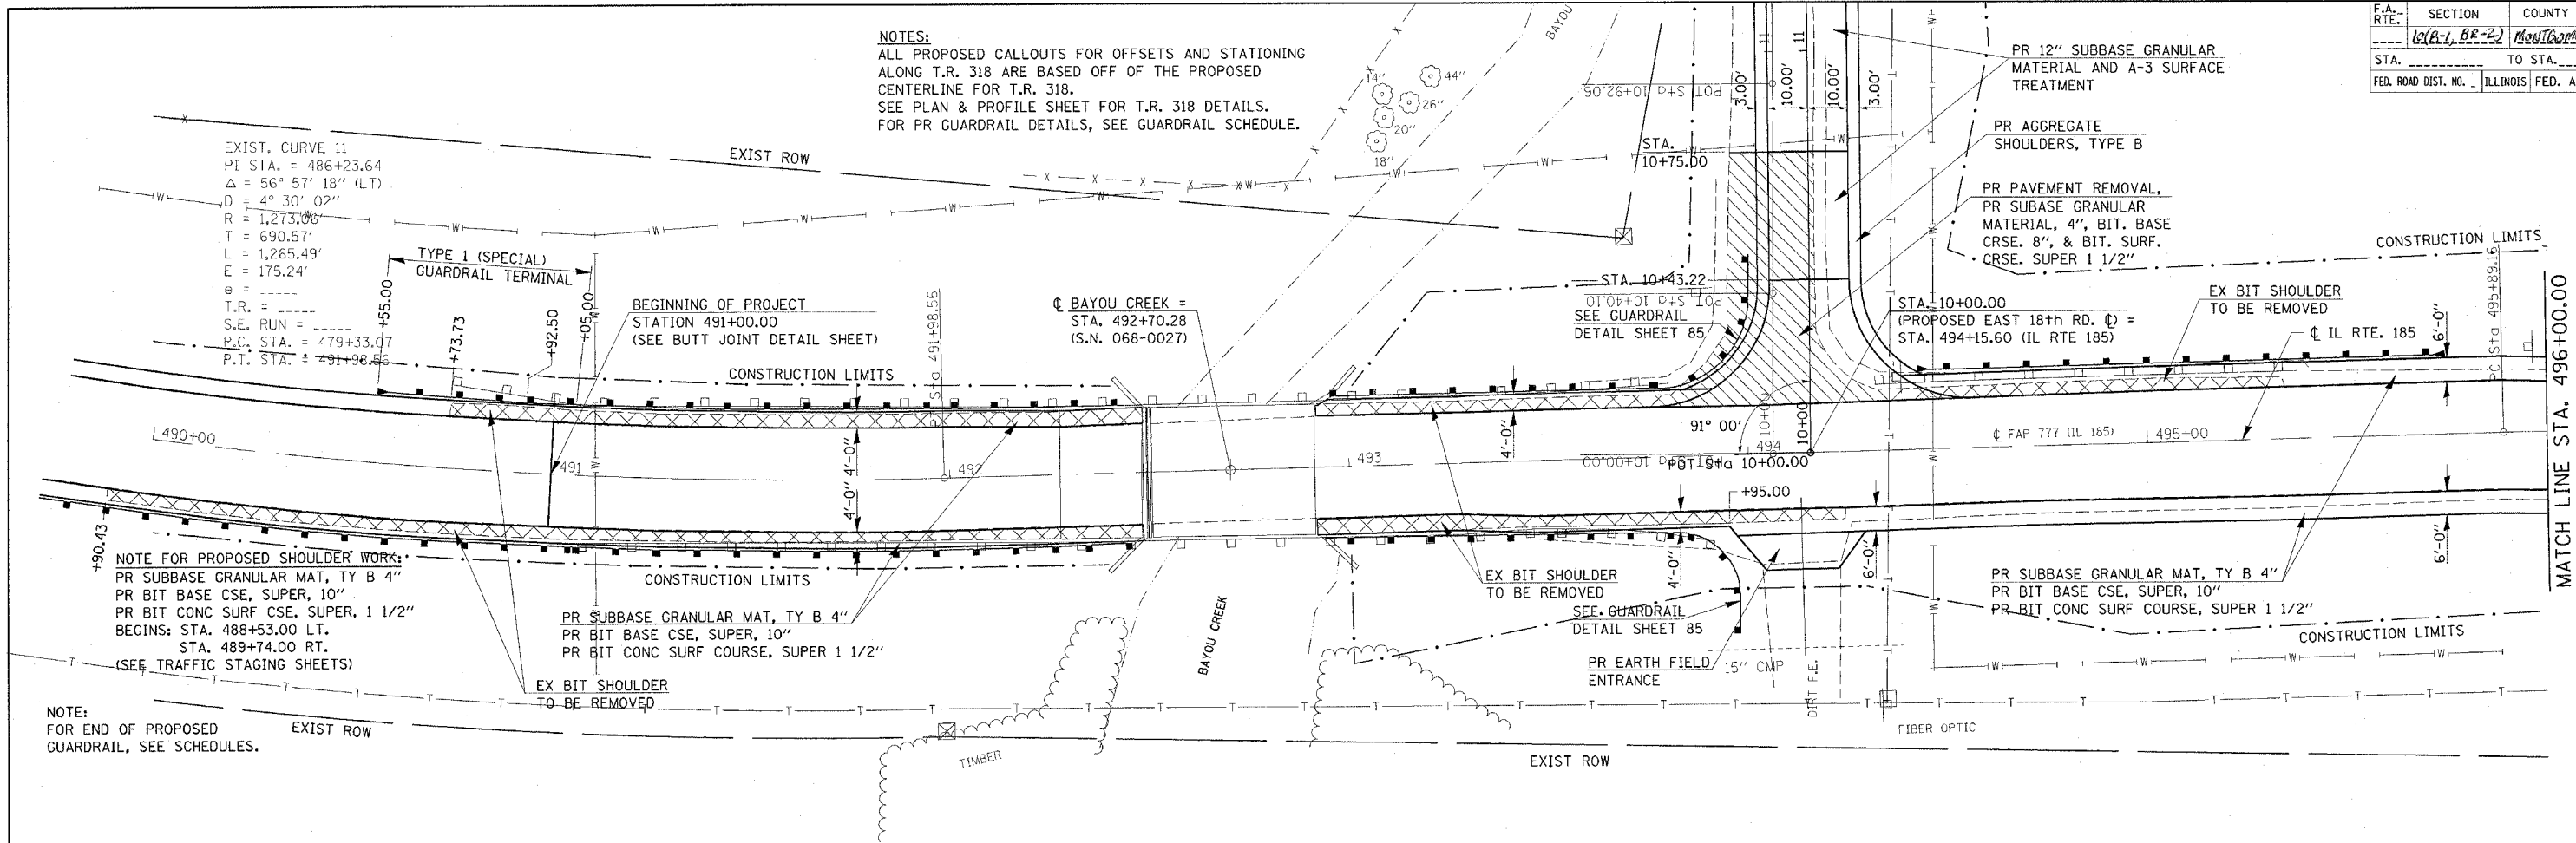 NOTES:
ALL PROPOSED CALLOUTS FOR OFFSETS AND STATIONING
ALONG T.R. 318 ARE BASED OFF OF THE PROPOSED
CENTERLINE FOR T.R. 318.
SEE PLAN & PROFILE SHEET FOR T.R. 318 DETAILS.
FOR PR GUARDRAIL DETAILS, SEE GUARDRAIL SCHEDULE.
F.A.- RTE.
SECTION
COUNTY
10(B-1, BR-2)
STA. TO STA.
FED. ROAD DIST. NO. ILLINOIS FED. A
EXIST. CURVE 11
PI STA. = 486+23.64
Δ = 56° 57' 18" (LT)
D = 4° 30' 02"
R = 1,273.06'
T = 690.57'
L = 1,265.49'
E = 175.24'
e = _____
T.R. = _____
S.E. RUN = _____
P.C. STA. = 479+33.07
P.T. STA. = 491+98.56
EXIST ROW
TYPE 1 (SPECIAL)
GUARDRAIL TERMINAL
+55.00
+73.73
+92.50
+05.00
BEGINNING OF PROJECT
STATION 491+00.00
(SEE BUTT JOINT DETAIL SHEET)
CONSTRUCTION LIMITS
Sta 491+98.56
℄ BAYOU CREEK =
STA. 492+70.28
(S.N. 068-0027)
BAYOU
14"
44"
26"
20"
18"
POT Sta 10+92.06
STA.
10+75.00
3.00'
10.00'
10.00'
3.00'
11
11
PR 12" SUBBASE GRANULAR
MATERIAL AND A-3 SURFACE
TREATMENT
PR AGGREGATE
SHOULDERS, TYPE B
PR PAVEMENT REMOVAL,
PR SUBASE GRANULAR
MATERIAL, 4", BIT. BASE
CRSE. 8", & BIT. SURF.
CRSE. SUPER 1 1/2"
STA. 10+43.22
POT Sta 10+40.10
SEE GUARDRAIL
DETAIL SHEET 85
STA. 10+00.00
(PROPOSED EAST 18th RD. ℄) =
STA. 494+15.60 (IL RTE 185)
EX BIT SHOULDER
TO BE REMOVED
℄ IL RTE. 185
CONSTRUCTION LIMITS
Sta 495+89.16
6'-0"
MATCH LINE STA. 496+00.00
490+00
491
492
493
494
495+00
℄ FAP 777 (IL 185)
91° 00'
10+00
10+00
POT Sta 10+00.00
4'-0"
4'-0"
4'-0"
4'-0"
+95.00
4'-0"
6'-0"
6'-0"
+90.43
NOTE FOR PROPOSED SHOULDER WORK:
PR SUBBASE GRANULAR MAT, TY B 4"
PR BIT BASE CSE, SUPER, 10"
PR BIT CONC SURF CSE, SUPER, 1 1/2"
BEGINS: STA. 488+53.00 LT.
STA. 489+74.00 RT.
(SEE TRAFFIC STAGING SHEETS)
CONSTRUCTION LIMITS
PR SUBBASE GRANULAR MAT, TY B 4"
PR BIT BASE CSE, SUPER, 10"
PR BIT CONC SURF COURSE, SUPER 1 1/2"
EX BIT SHOULDER
TO BE REMOVED
EX BIT SHOULDER
TO BE REMOVED
SEE GUARDRAIL
DETAIL SHEET 85
PR EARTH FIELD
ENTRANCE
15" CMP
DIRT F.E.
PR SUBBASE GRANULAR MAT, TY B 4"
PR BIT BASE CSE, SUPER, 10"
PR BIT CONC SURF COURSE, SUPER 1 1/2"
CONSTRUCTION LIMITS
BAYOU CREEK
FIBER OPTIC
NOTE:
FOR END OF PROPOSED
GUARDRAIL, SEE SCHEDULES.
EXIST ROW
TIMBER
EXIST ROW